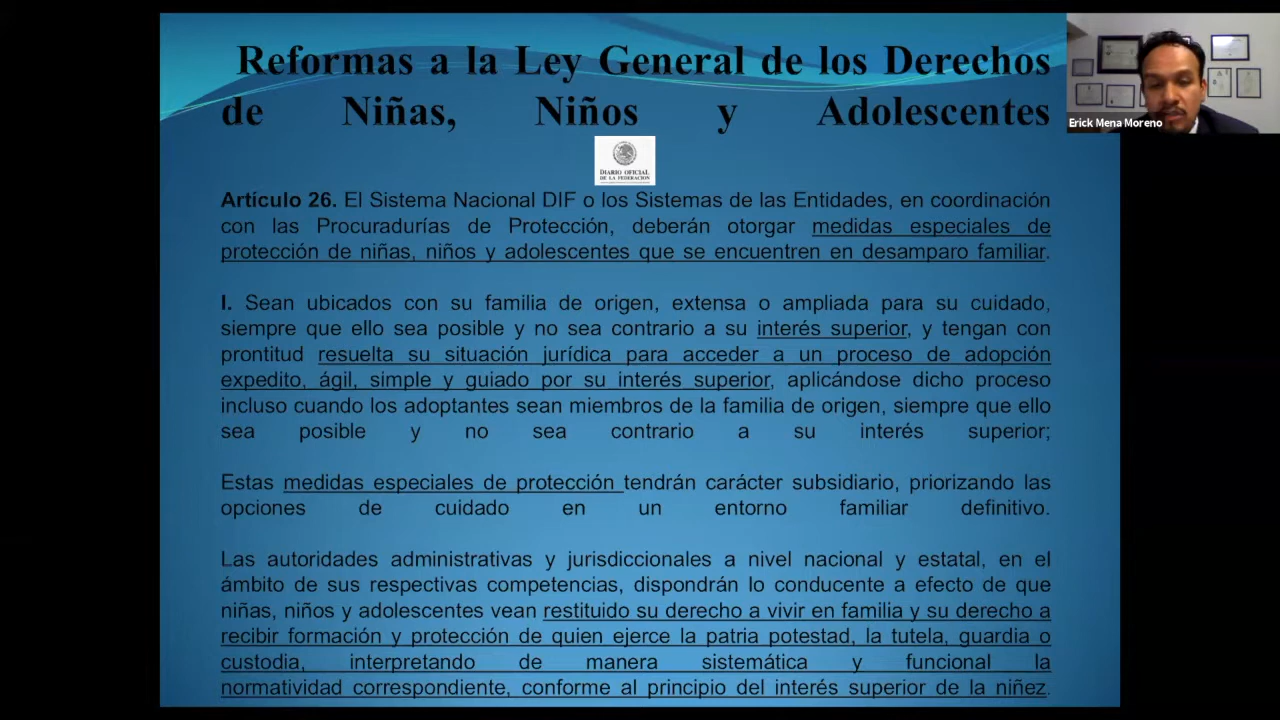 Reformas a la Ley General de los Derechos
de Niñas, Niños y Adolescentes
Erick Mena Moreno
DIARIO OFICIAL
DE LA FEDERACION
Artículo 26. El Sistema Nacional DIF o los Sistemas de las Entidades, en coordinación
con las Procuradurías de Protección, deberán otorgar medidas especiales de
protección de niñas, niños y adolescentes que se encuentren en desamparo familiar.
I. Sean ubicados con su familia de origen, extensa o ampliada para su cuidado,
siempre que ello sea posible y no sea contrario a su interés superior, y tengan con
prontitud resuelta su situación jurídica para acceder a un proceso de adopción
expedito, ágil, simple y guiado por su interés superior, aplicándose dicho proceso
incluso cuando los adoptantes sean miembros de la familia de origen, siempre que ello
sea posible y no sea contrario a su interés superior;
Estas medidas especiales de protección tendrán carácter subsidiario, priorizando las
opciones de cuidado en un entorno familiar definitivo.
Las autoridades administrativas y jurisdiccionales a nivel nacional y estatal, en el
ámbito de sus respectivas competencias, dispondrán lo conducente a efecto de que
niñas, niños y adolescentes vean restituido su derecho a vivir en familia y su derecho a
recibir formación y protección de quien ejerce la patria potestad, la tutela, guardia o
custodia, interpretando de manera sistemática y funcional la
normatividad correspondiente, conforme al principio del interés superior de la niñez.